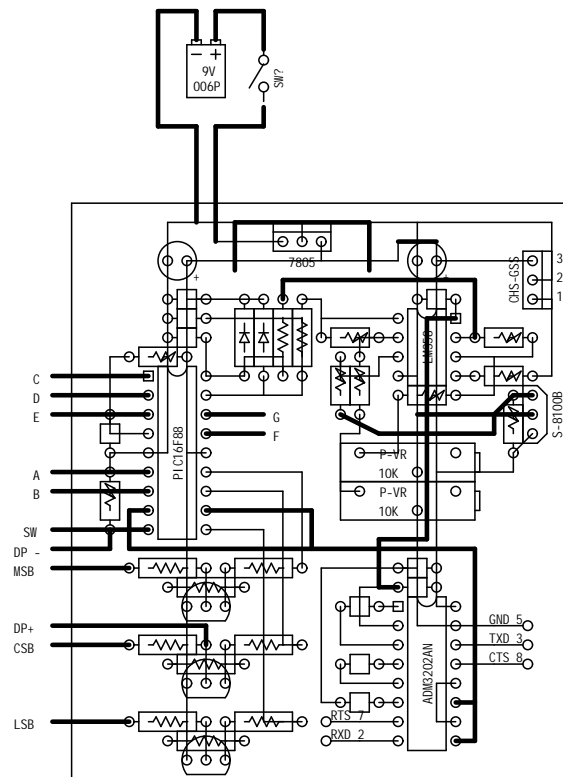 - +
9V
006P
SW?
7805
+
+
CHS-GSS
3
2
1
LM358
C
D
E
G
F
PIC16F88
S-8100B
P-VR
10K
P-VR
10K
A
B
SW
DP -
MSB
DP+
CSB
LSB
ADM3202AN
GND 5
TXD 3
CTS 8
RTS 7
RXD 2